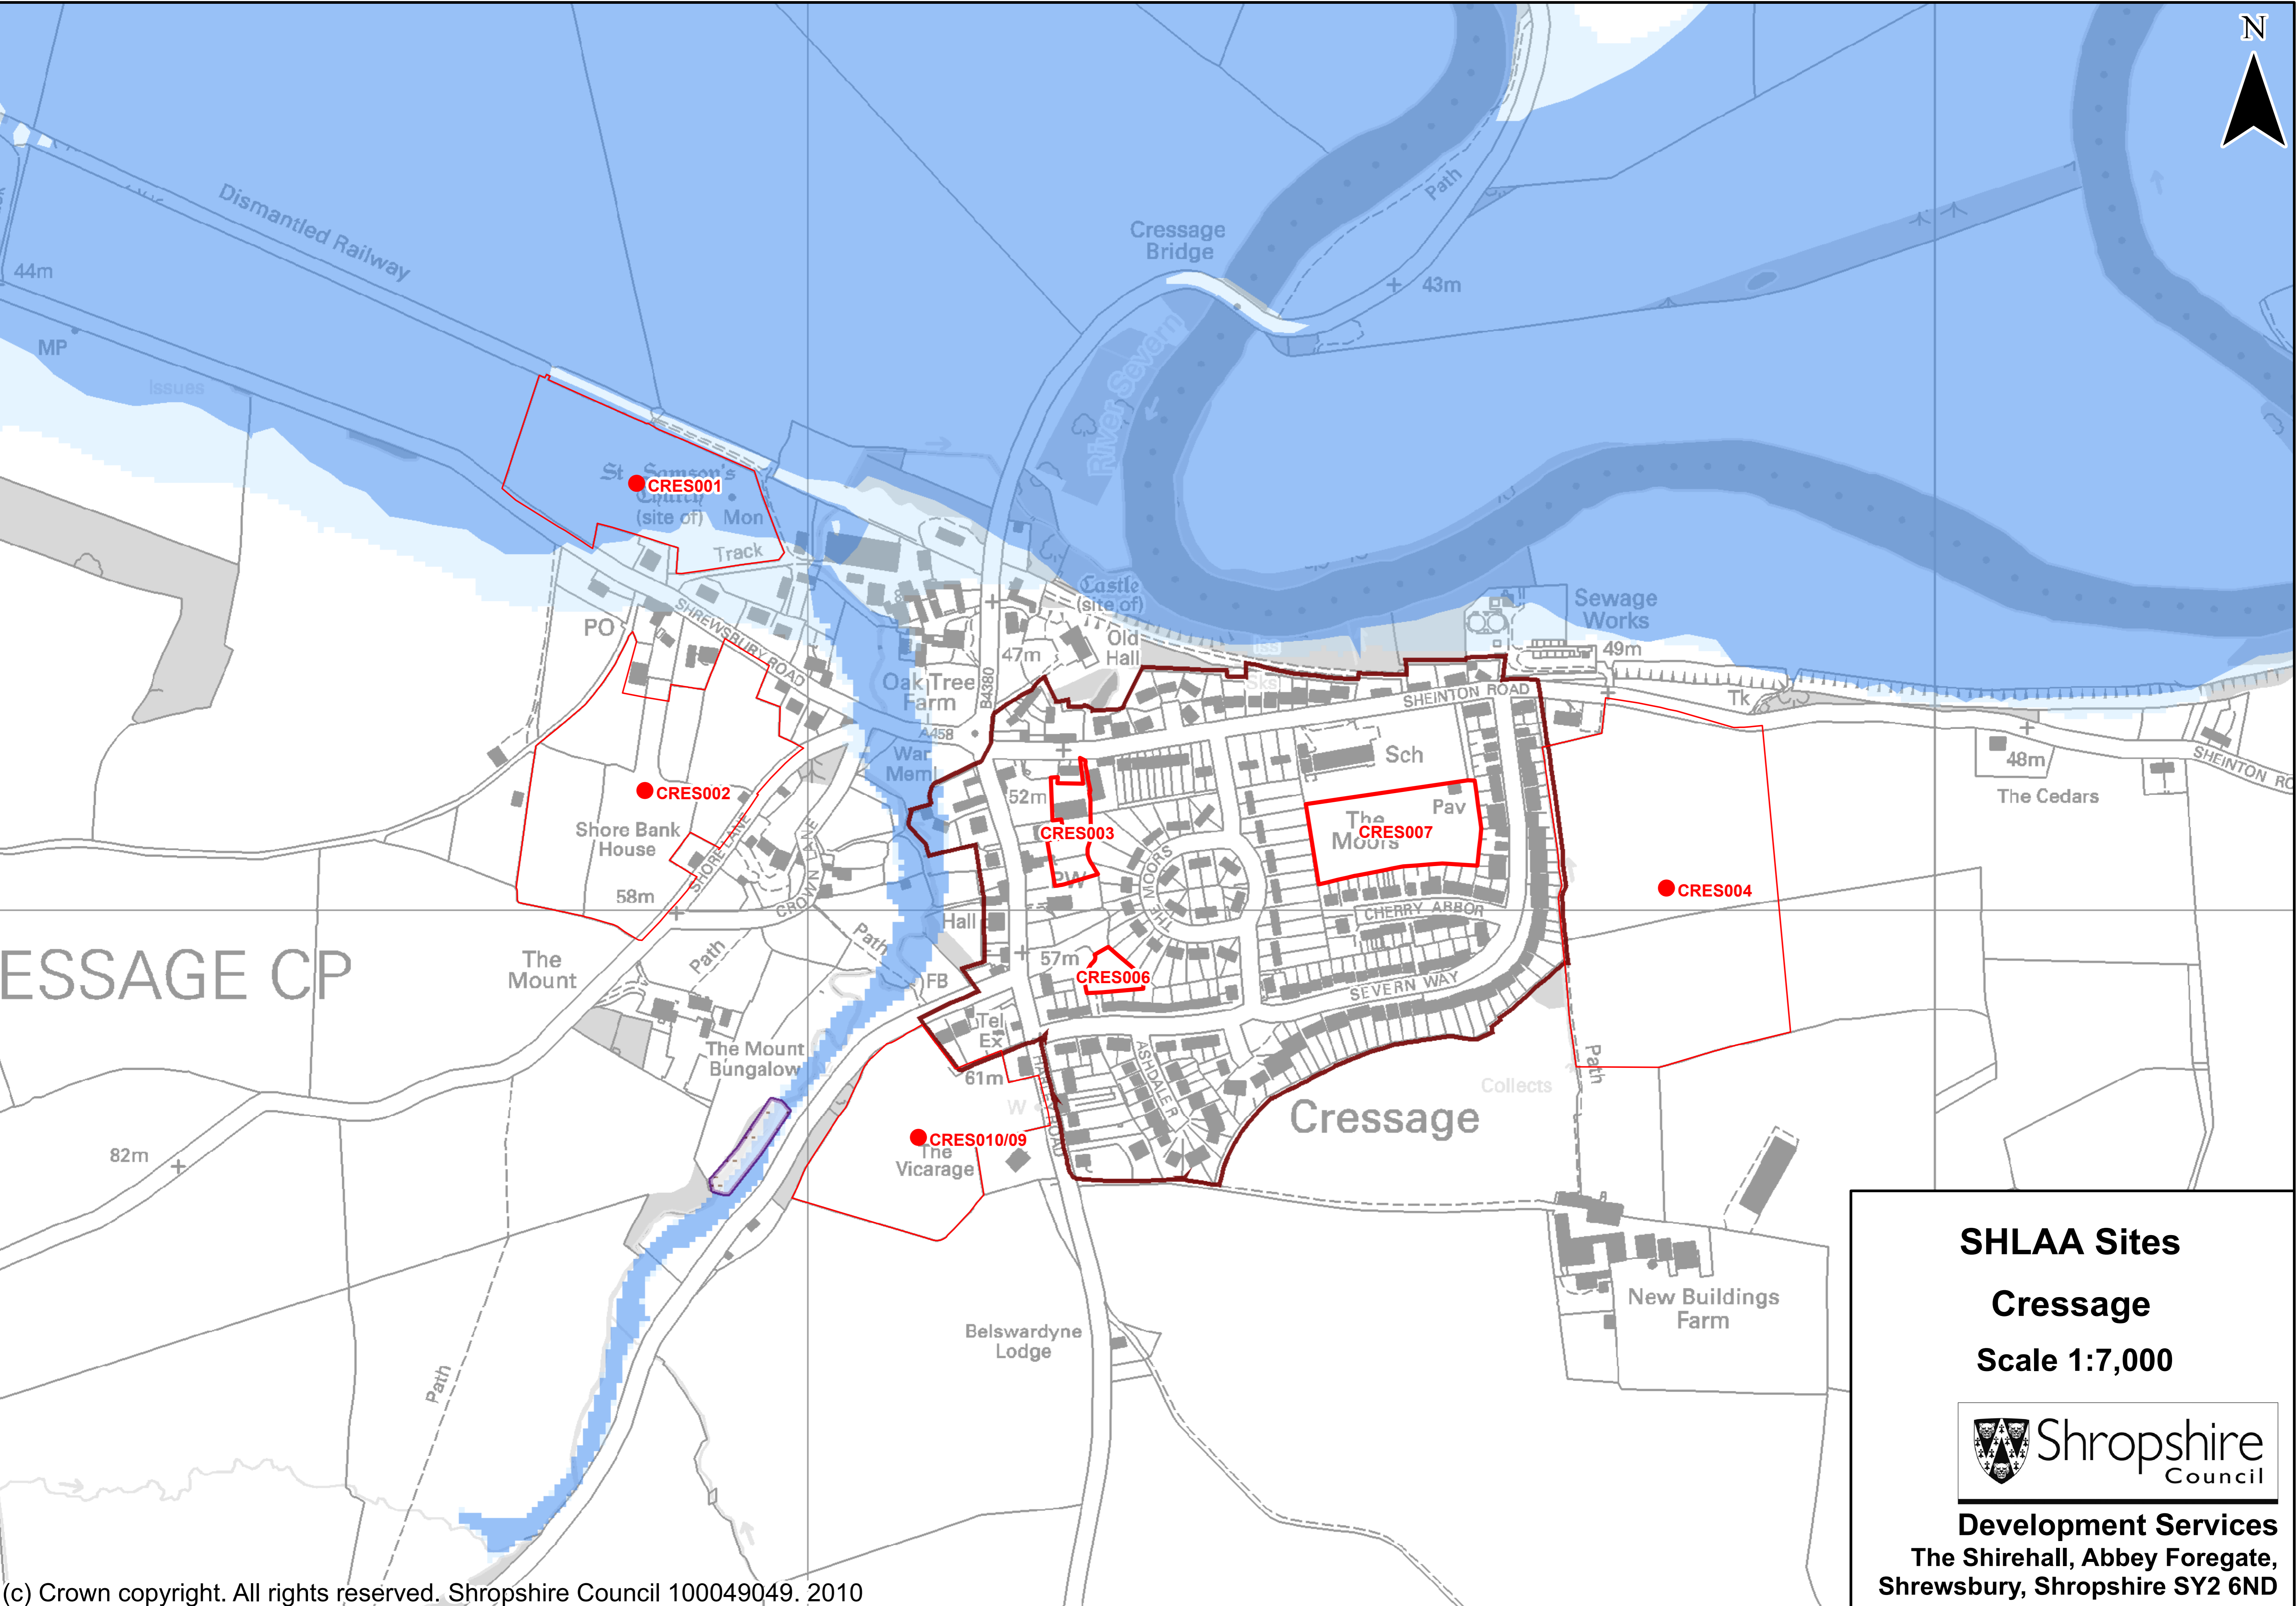 N
Dismantled Railway
44m
MP
Issues
Cressage
Bridge
Path
43m
River Severn
St Samson's
Church
(site of)
Mon
CRES001
Track
Castle
(site of)
Sewage
Works
PO
SHREWSBURY ROAD
47m
Old
Hall
Iss
49m
Oak Tree
Farm
B4380
Sks
SHEINTON ROAD
Tk
A458
War
Meml
Sch
48m
SHEINTON RO
The Cedars
CRES002
52m
Pav
The
Moors
CRES007
CRES003
Shore Bank
House
SHORE LANE
CROWN LANE
THE MOORS
PW
58m
CRES004
CHERRY ARBOR
Hall
ESSAGE CP
The
Mount
Path
Path
57m
FB
CRES006
SEVERN WAY
Tel
Ex
The Mount
Bungalow
61m
ASHDALE R
Path
Collects
W
Cressage
CRES010/09
The
Vicarage
82m
New Buildings
Farm
Belswardyne
Lodge
Path
SHLAA Sites
Cressage
Scale 1:7,000
Shropshire
Council
Development Services
The Shirehall, Abbey Foregate,
Shrewsbury, Shropshire SY2 6ND
(c) Crown copyright. All rights reserved. Shropshire Council 100049049. 2010